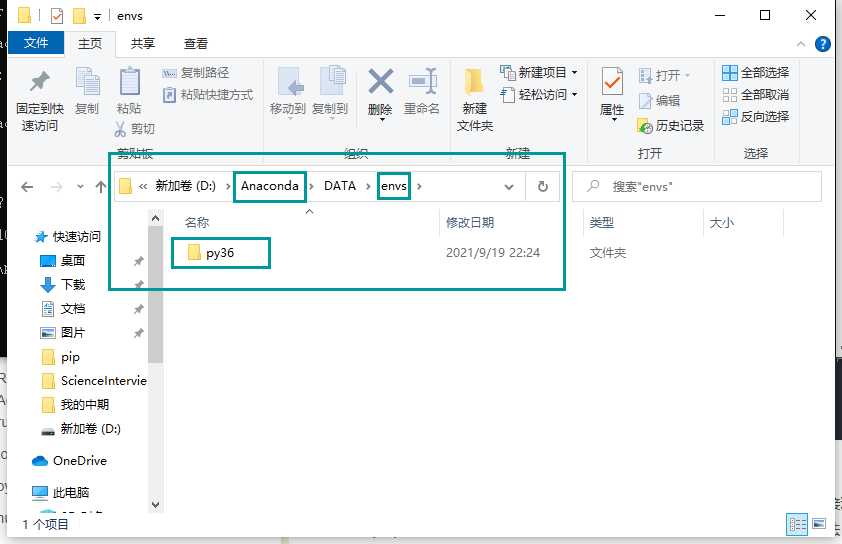 envs
文件 主页 共享 查看
固定到快速访问 复制 粘贴 复制路径 粘贴快捷方式 剪切
移动到 复制到 删除 重命名
新建文件夹 新建项目 轻松访问
属性 打开 编辑 历史记录
全部选择 全部取消 反向选择
剪贴板 组织 新建 打开 选择
« 新加卷 (D:) › Anaconda › DATA › envs ›
搜索"envs"
名称 修改日期 类型 大小
py36 2021/9/19 22:24 文件夹
快速访问
桌面
下载
文档
图片
pip
ScienceIntervie
我的中期
新加卷 (D:)
OneDrive
此电脑
1 个项目